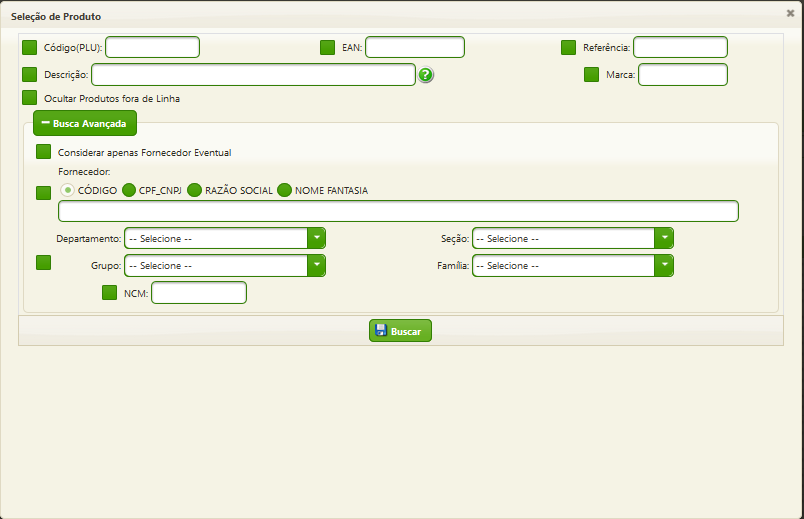 Seleção de Produto
Código(PLU): EAN: Referência:
Descrição: ? Marca:
Ocultar Produtos fora de Linha
Busca Avançada
Considerar apenas Fornecedor Eventual
Fornecedor:
CÓDIGO CPF_CNPJ RAZÃO SOCIAL NOME FANTASIA
Departamento: -- Selecione -- Seção: -- Selecione --
Grupo: -- Selecione -- Família: -- Selecione --
NCM:
Buscar